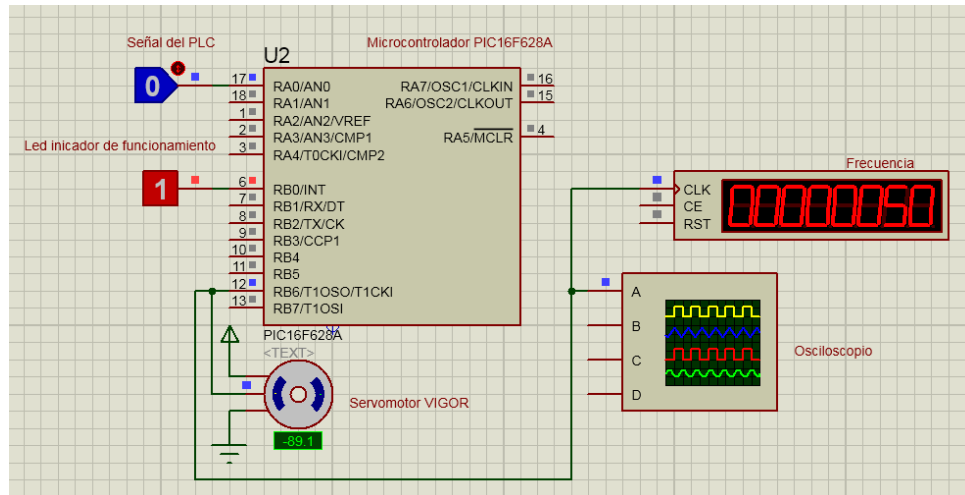 Señal del PLC
Microcontrolador PIC16F628A
U2
0
17 RA0/AN0
18 RA1/AN1
1 RA2/AN2/VREF
2 RA3/AN3/CMP1
3 RA4/T0CKI/CMP2
RA7/OSC1/CLKIN 16
RA6/OSC2/CLKOUT 15
RA5/MCLR 4
Led inicador de funcionamiento
1
6 RB0/INT
7 RB1/RX/DT
8 RB2/TX/CK
9 RB3/CCP1
10 RB4
11 RB5
12 RB6/T1OSO/T1CKI
13 RB7/T1OSI
PIC16F628A
<TEXT>
Servomotor VIGOR
-89.1
Frecuencia
CLK
CE
RST
00000050
A
B
C
D
Osciloscopio